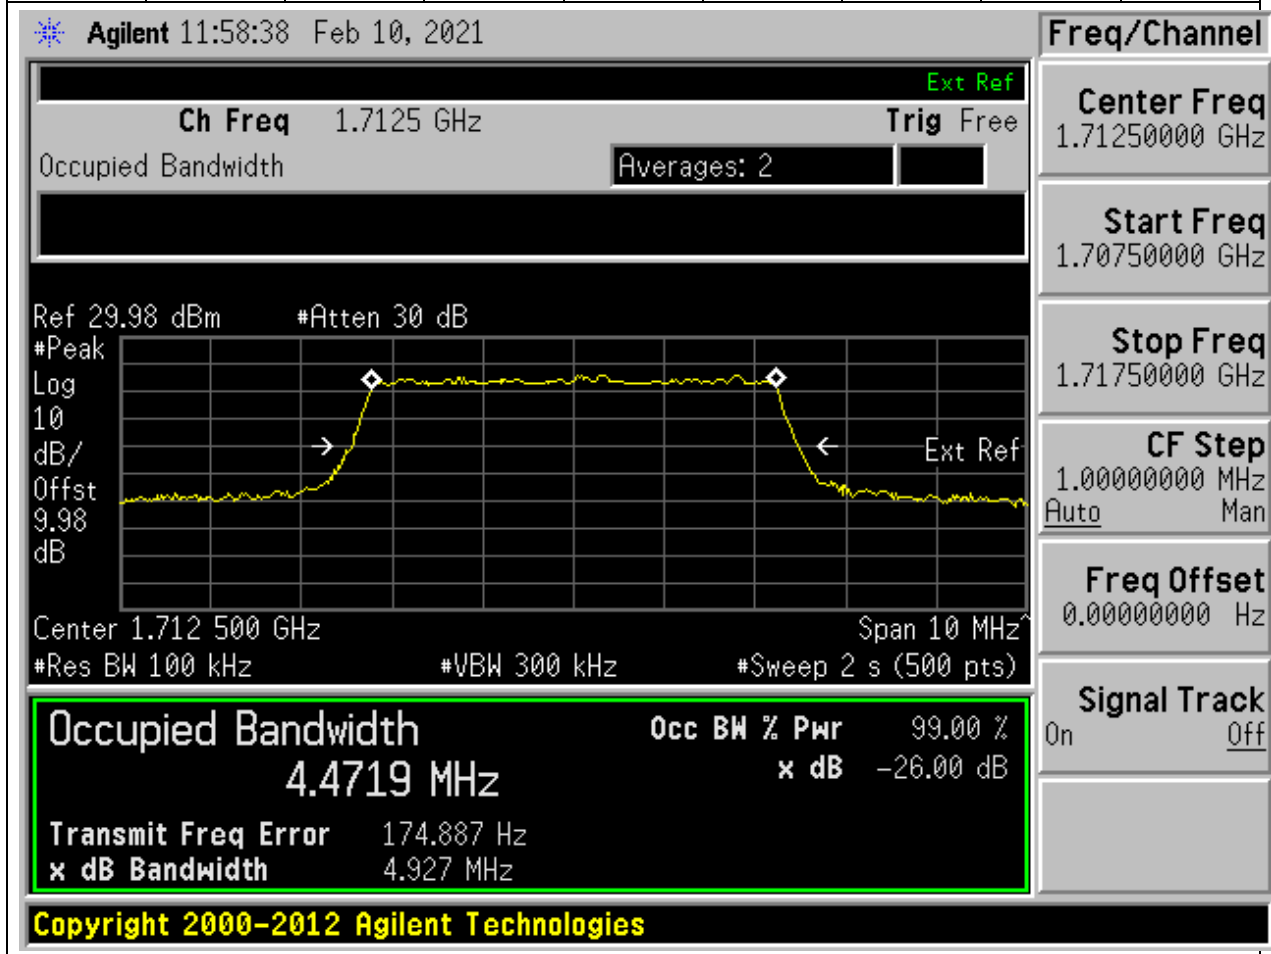 Agilent 11:58:38 Feb 10, 2021
Freq/Channel
Ext Ref
Ch Freq 1.7125 GHz Trig Free
Occupied Bandwidth Averages: 2
Center Freq
1.71250000 GHz
Start Freq
1.70750000 GHz
Stop Freq
1.71750000 GHz
CF Step
1.00000000 MHz
Auto Man
Freq Offset
0.00000000 Hz
Signal Track
On Off
Ref 29.98 dBm #Atten 30 dB
#Peak
Log
10
dB/
Offst
9.98
dB
Ext Ref
Center 1.712 500 GHz Span 10 MHz^
#Res BW 100 kHz #VBW 300 kHz #Sweep 2 s (500 pts)
Occupied Bandwidth Occ BW % Pwr 99.00 %
4.4719 MHz x dB -26.00 dB
Transmit Freq Error 174.887 Hz
x dB Bandwidth 4.927 MHz
Copyright 2000-2012 Agilent Technologies